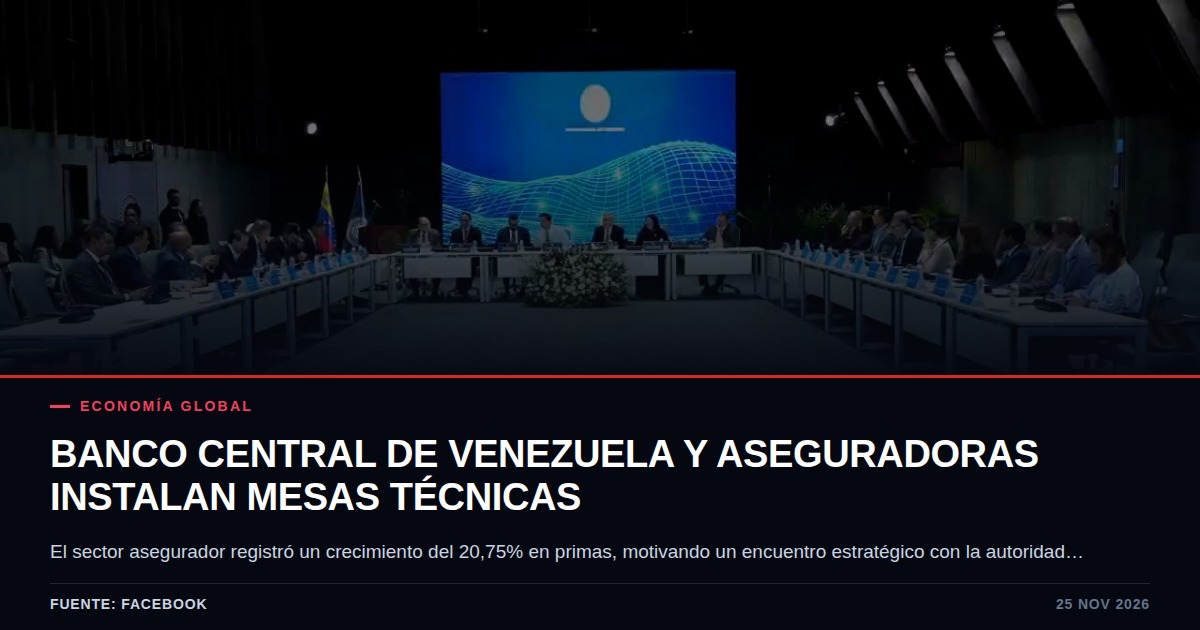 ECONOMÍA GLOBAL
BANCO CENTRAL DE VENEZUELA Y ASEGURADORAS
INSTALAN MESAS TÉCNICAS
El sector asegurador registró un crecimiento del 20,75% en primas, motivando un encuentro estratégico con la autoridad…
FUENTE: FACEBOOK
25 NOV 2026